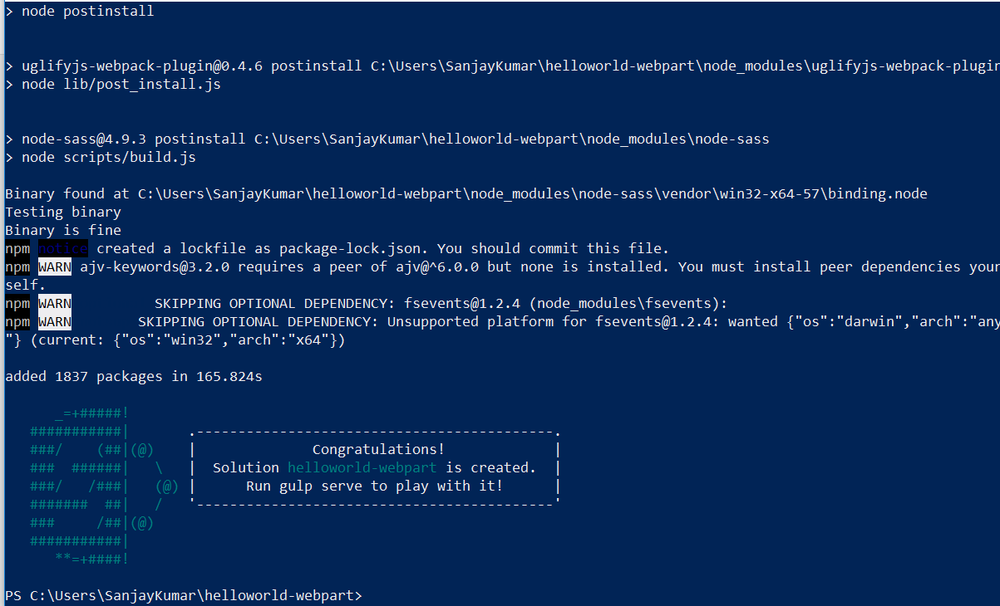 > node postinstall
> uglifyjs-webpack-plugin@0.4.6 postinstall C:\Users\SanjayKumar\helloworld-webpart\node_modules\uglifyjs-webpack-plugin
> node lib/post_install.js
> node-sass@4.9.3 postinstall C:\Users\SanjayKumar\helloworld-webpart\node_modules\node-sass
> node scripts/build.js
Binary found at C:\Users\SanjayKumar\helloworld-webpart\node_modules\node-sass\vendor\win32-x64-57\binding.node
Testing binary
Binary is fine
npm notice created a lockfile as package-lock.json. You should commit this file.
npm WARN ajv-keywords@3.2.0 requires a peer of ajv@^6.0.0 but none is installed. You must install peer dependencies your
self.
npm WARN          SKIPPING OPTIONAL DEPENDENCY: fsevents@1.2.4 (node_modules\fsevents):
npm WARN        SKIPPING OPTIONAL DEPENDENCY: Unsupported platform for fsevents@1.2.4: wanted {"os":"darwin","arch":"any
"} (current: {"os":"win32","arch":"x64"})
added 1837 packages in 165.824s
      _=+#####!
   ###########|       .-------------------------------------------.
   ###/    (##|(@)    |              Congratulations!             |
   ###  ######|   \   |  Solution helloworld-webpart is created.  |
   ###/   /###|   (@) |      Run gulp serve to play with it!      |
   #######  ##|   /   '-------------------------------------------'
   ###     /##|(@)
   ###########|
      **=+####!
PS C:\Users\SanjayKumar\helloworld-webpart>